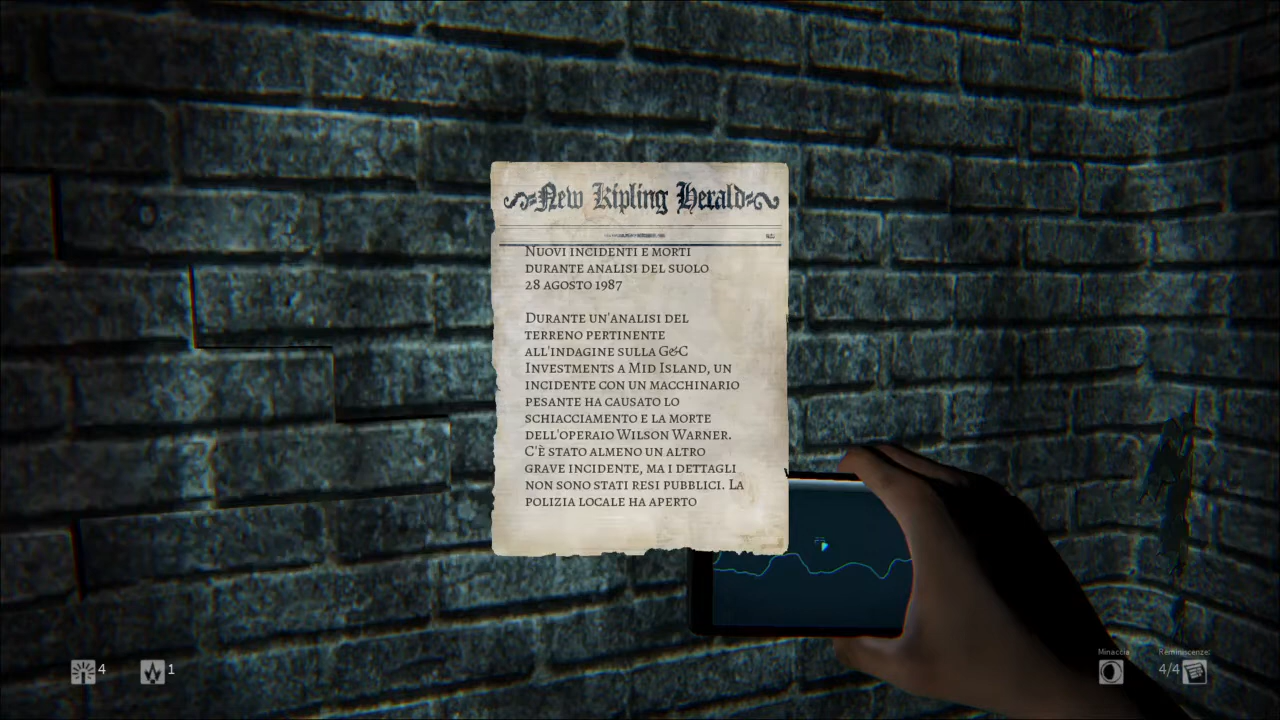 New Kipling Herald
Nuovi incidenti e morti
durante analisi del suolo
28 agosto 1987
Durante un'analisi del
terreno pertinente
all'indagine sulla G&C
Investments a Mid Island, un
incidente con un macchinario
pesante ha causato lo
schiacciamento e la morte
dell'operaio Wilson Warner.
C'è stato almeno un altro
grave incidente, ma i dettagli
non sono stati resi pubblici. La
polizia locale ha aperto
4
1
Minaccia
Reminiscenze:
4/4